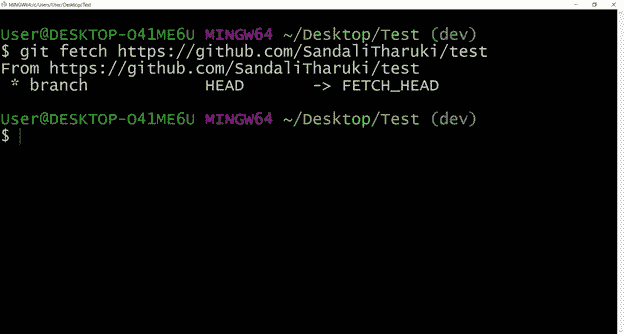 MINGW64:/c/Users/User/Desktop/Test
User@DESKTOP-O41ME6U MINGW64 ~/Desktop/Test (dev)
$ git fetch https://github.com/SandaliTharuki/test
From https://github.com/SandaliTharuki/test
* branch HEAD -> FETCH_HEAD
User@DESKTOP-O41ME6U MINGW64 ~/Desktop/Test (dev)
$